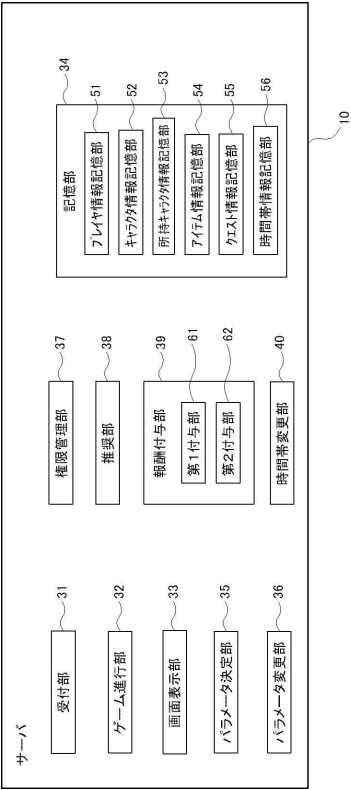 サーバ
受付部
31
ゲーム進行部
32
画面表示部
33
パラメータ決定部
35
パラメータ変更部
36
権限管理部
37
推奨部
38
報酬付与部
39
第1付与部
61
第2付与部
62
時間帯変更部
40
記憶部
34
プレイヤ情報記憶部
51
キャラクタ情報記憶部
52
所持キャラクタ情報記憶部
53
アイテム情報記憶部
54
クエスト情報記憶部
55
時間帯情報記憶部
56
10